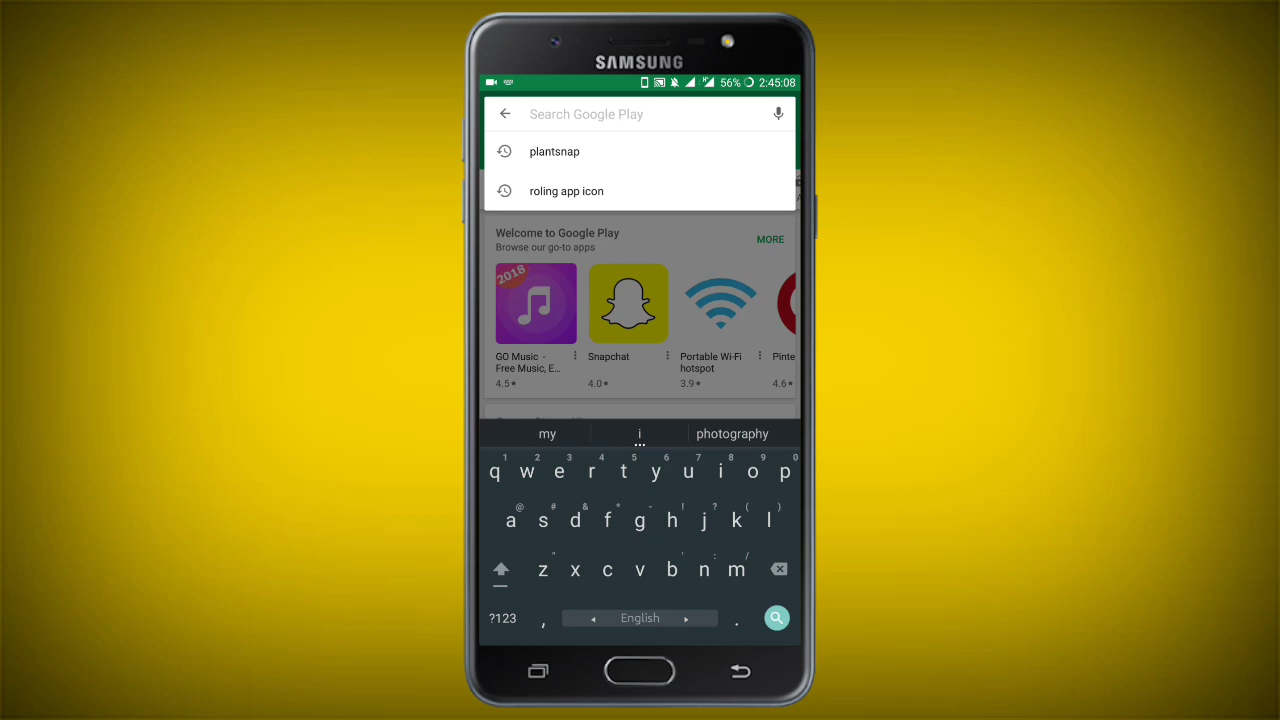 SAMSUNG
56% 2:45:08
Search Google Play
plantsnap
roling app icon
Welcome to Google Play
Browse our go-to apps
MORE
2018
GO Music - Free Music, E...
Snapchat
Portable Wi-Fi hotspot
Pinte
4.5★
4.0★
3.9★
4.6★
my i photography
1 2 3 4 5 6 7 8 9 0
q w e r t y u i o p
@ # & * - ! ? ( )
a s d f g h j k l
" ' : /
z x c v b n m
?123 , English .